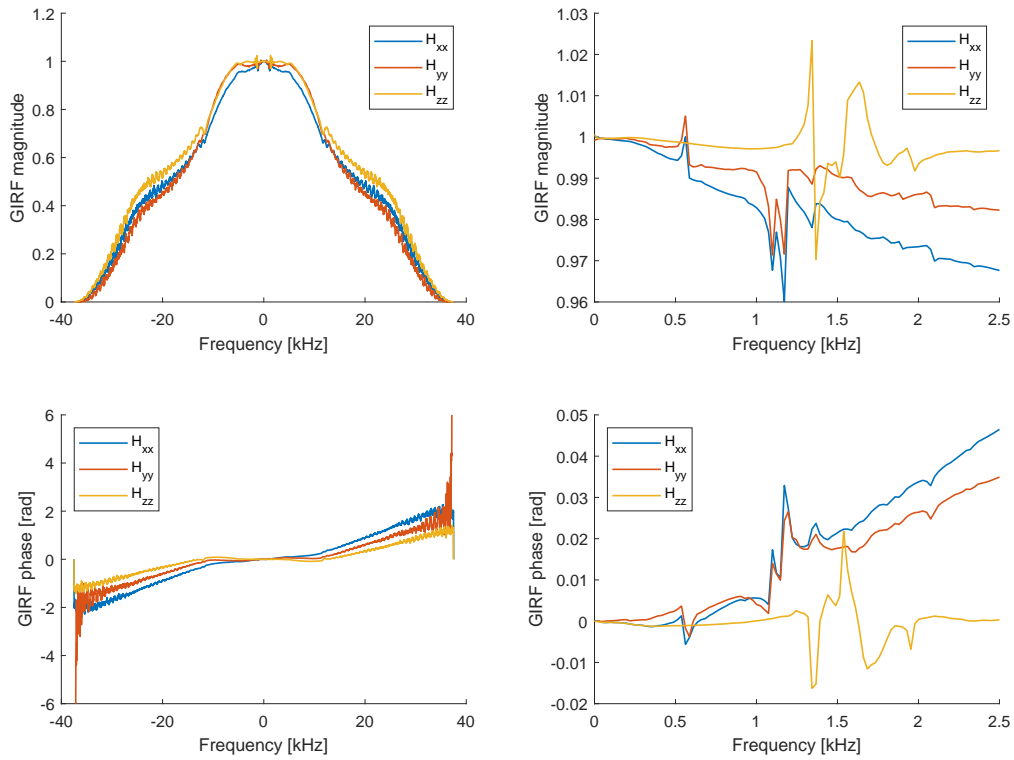 GIRF magnitude
1.2
1
0.8
0.6
0.4
0.2
0
-40
-20
0
20
40
Frequency [kHz]
H_xx
H_yy
H_zz
GIRF magnitude
1.03
1.02
1.01
1
0.99
0.98
0.97
0.96
0
0.5
1
1.5
2
2.5
Frequency [kHz]
H_xx
H_yy
H_zz
GIRF phase [rad]
6
4
2
0
-2
-4
-6
-40
-20
0
20
40
Frequency [kHz]
H_xx
H_yy
H_zz
GIRF phase [rad]
0.05
0.04
0.03
0.02
0.01
0
-0.01
-0.02
0
0.5
1
1.5
2
2.5
Frequency [kHz]
H_xx
H_yy
H_zz